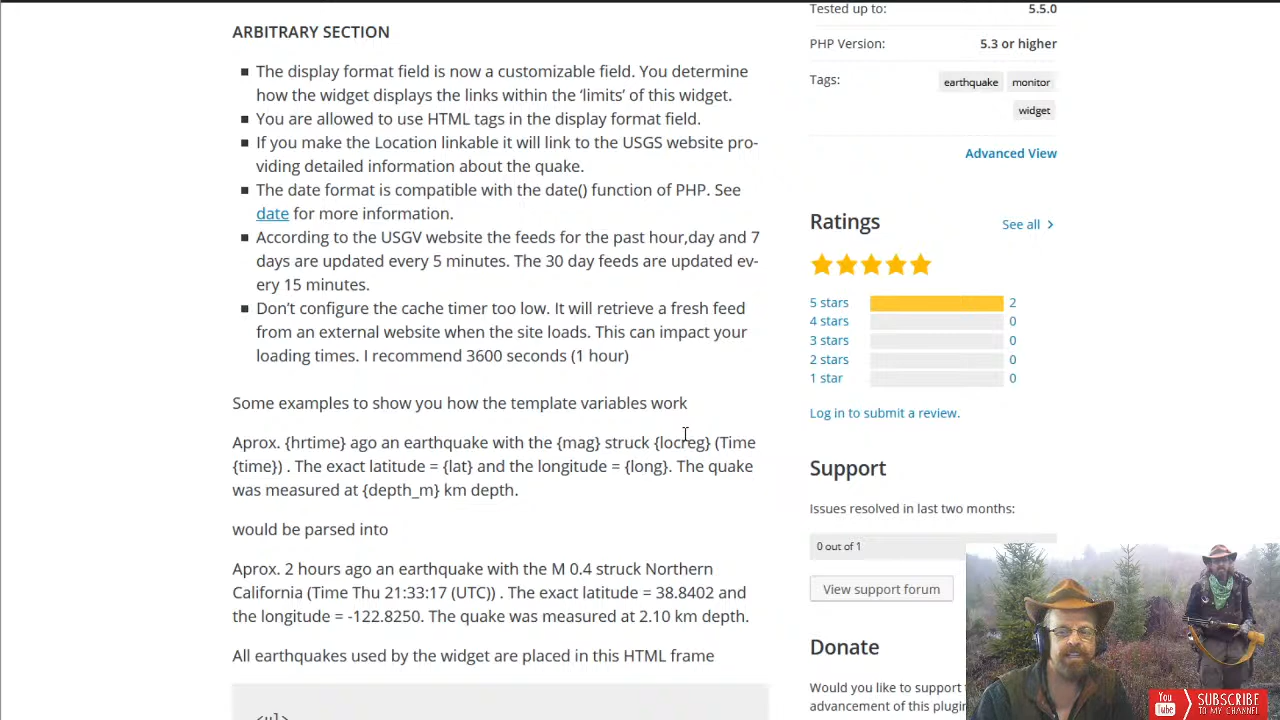 ARBITRARY SECTION
The display format field is now a customizable field. You determine
how the widget displays the links within the ‘limits’ of this widget.
You are allowed to use HTML tags in the display format field.
If you make the Location linkable it will link to the USGS website pro-
viding detailed information about the quake.
The date format is compatible with the date() function of PHP. See
date for more information.
According to the USGV website the feeds for the past hour,day and 7
days are updated every 5 minutes. The 30 day feeds are updated ev-
ery 15 minutes.
Don’t configure the cache timer too low. It will retrieve a fresh feed
from an external website when the site loads. This can impact your
loading times. I recommend 3600 seconds (1 hour)
Some examples to show you how the template variables work
Aprox. {hrtime} ago an earthquake with the {mag} struck {locreg} (Time
{time}) . The exact latitude = {lat} and the longitude = {long}. The quake
was measured at {depth_m} km depth.
would be parsed into
Aprox. 2 hours ago an earthquake with the M 0.4 struck Northern
California (Time Thu 21:33:17 (UTC)) . The exact latitude = 38.8402 and
the longitude = -122.8250. The quake was measured at 2.10 km depth.
All earthquakes used by the widget are placed in this HTML frame
<ul>
Tested up to: 5.5.0
PHP Version: 5.3 or higher
Tags: earthquake monitor
widget
Advanced View
Ratings See all
5 stars 2
4 stars 0
3 stars 0
2 stars 0
1 star 0
Log in to submit a review.
Support
Issues resolved in last two months:
0 out of 1
View support forum
Donate
Would you like to support
advancement of this plugin
You Tube SUBSCRIBE
TO MY CHANNEL